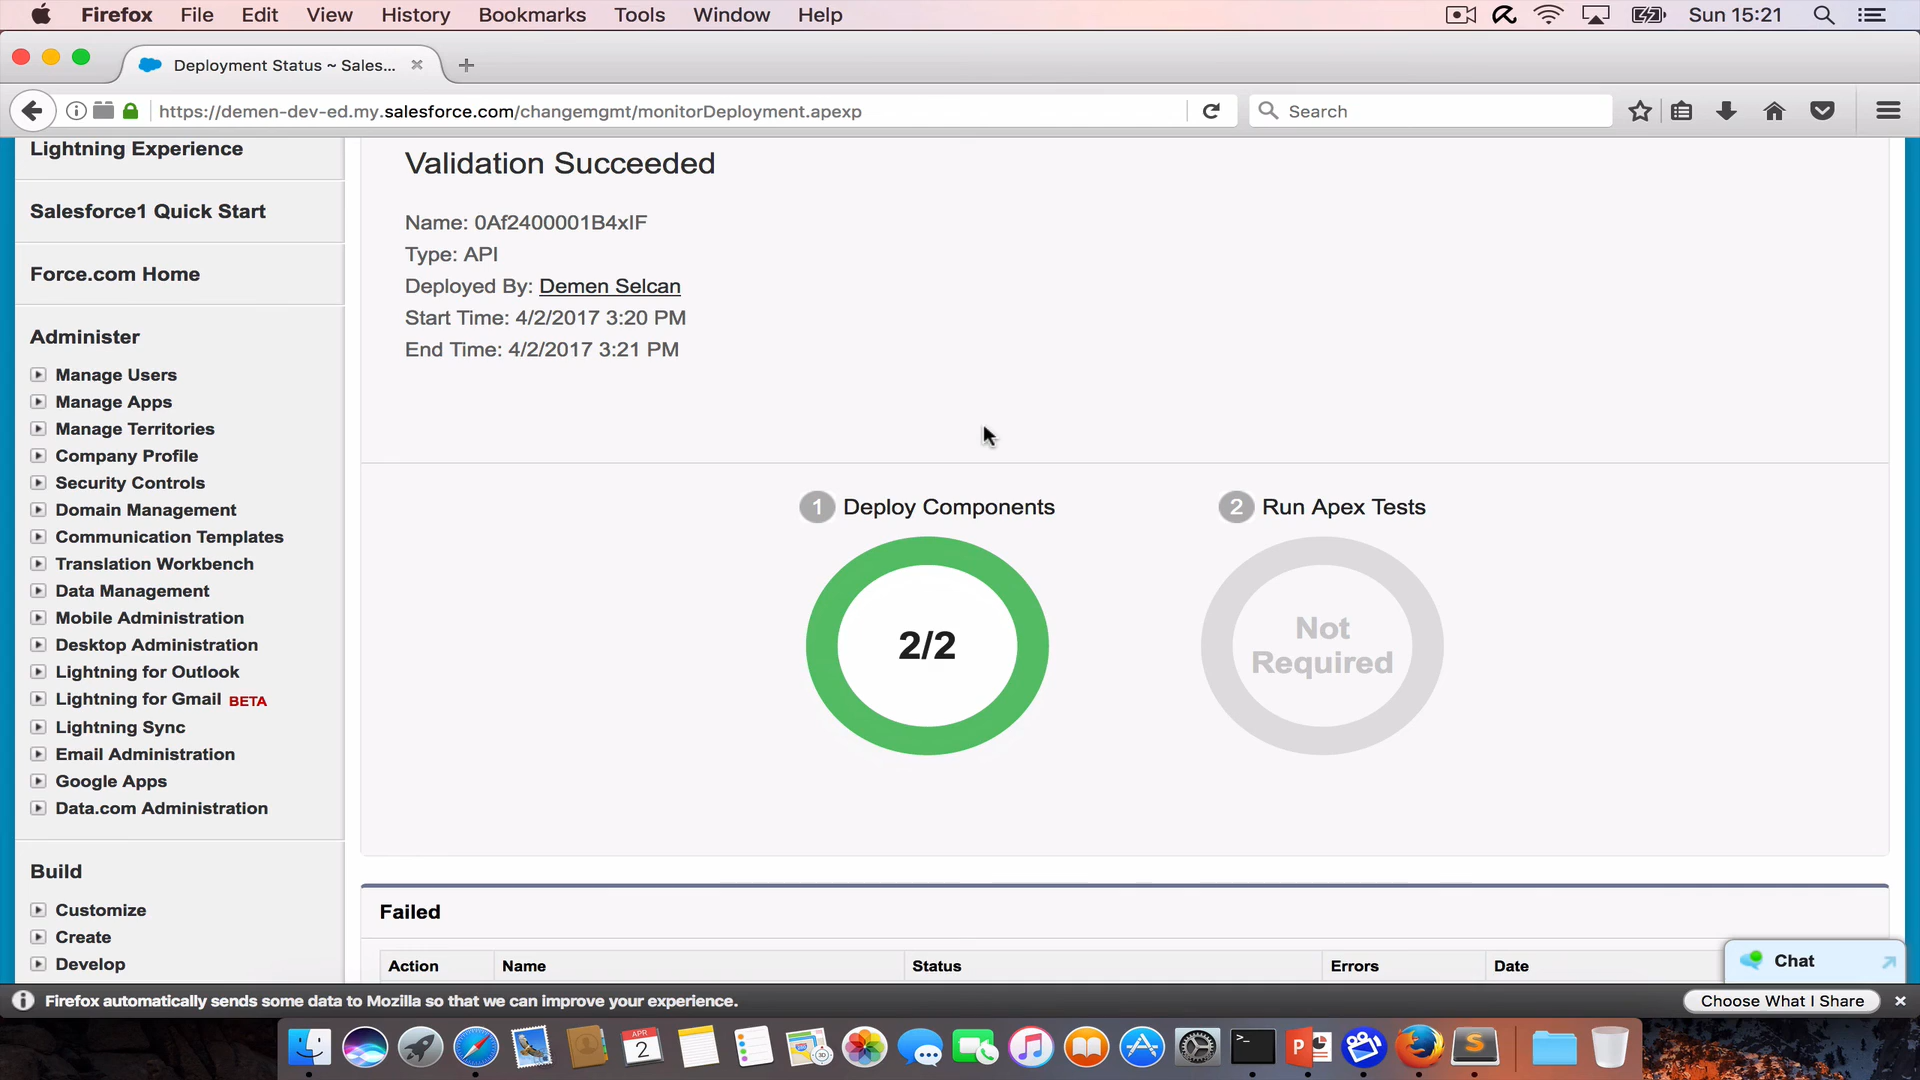 Firefox File Edit View History Bookmarks Tools Window Help Sun 15:21
Deployment Status ~ Sales...
https://demen-dev-ed.my.salesforce.com/changemgmt/monitorDeployment.apexp
Search
Lightning Experience
Salesforce1 Quick Start
Force.com Home
Administer
Manage Users
Manage Apps
Manage Territories
Company Profile
Security Controls
Domain Management
Communication Templates
Translation Workbench
Data Management
Mobile Administration
Desktop Administration
Lightning for Outlook
Lightning for Gmail BETA
Lightning Sync
Email Administration
Google Apps
Data.com Administration
Build
Customize
Create
Develop
Validation Succeeded
Name: 0Af2400001B4xIF
Type: API
Deployed By: Demen Selcan
Start Time: 4/2/2017 3:20 PM
End Time: 4/2/2017 3:21 PM
1 Deploy Components
2/2
2 Run Apex Tests
Not
Required
Failed
Action Name Status Errors Date
Chat
Firefox automatically sends some data to Mozilla so that we can improve your experience.
Choose What I Share
APR
2
3D
>_
P
S